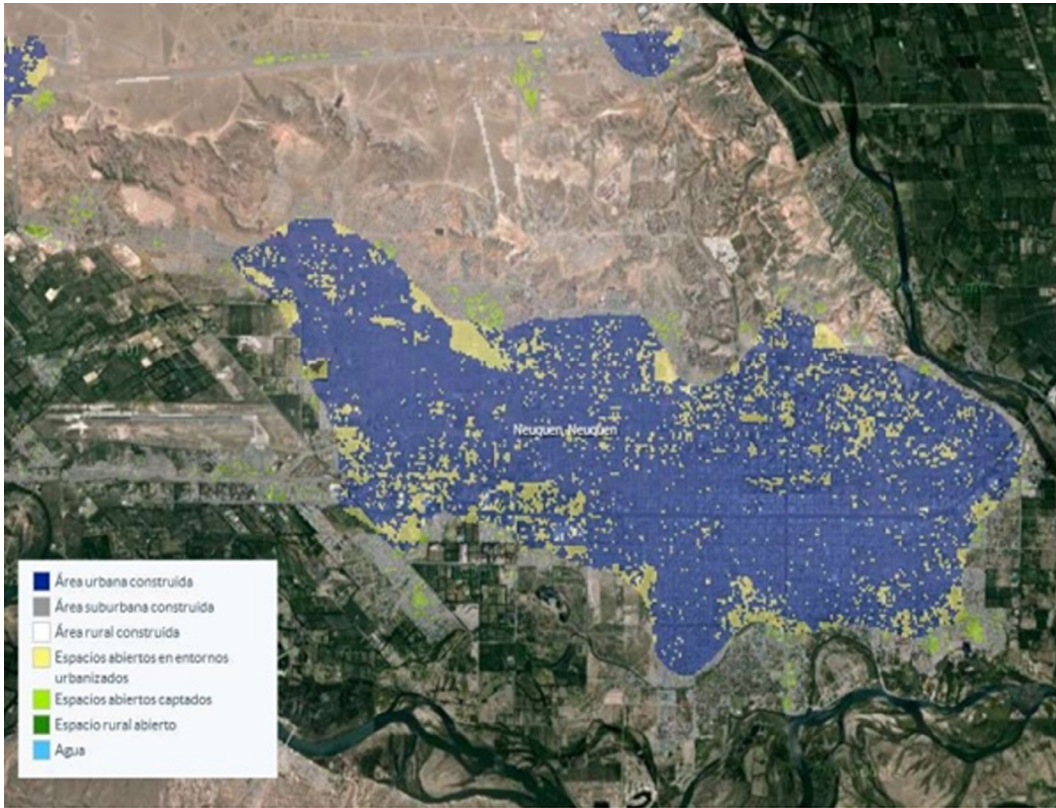 Neuquen, Neuquen
Área urbana construida
Área suburbana construida
Área rural construida
Espacios abiertos en entornos
urbanizados
Espacios abiertos captados
Espacio rural abierto
Agua